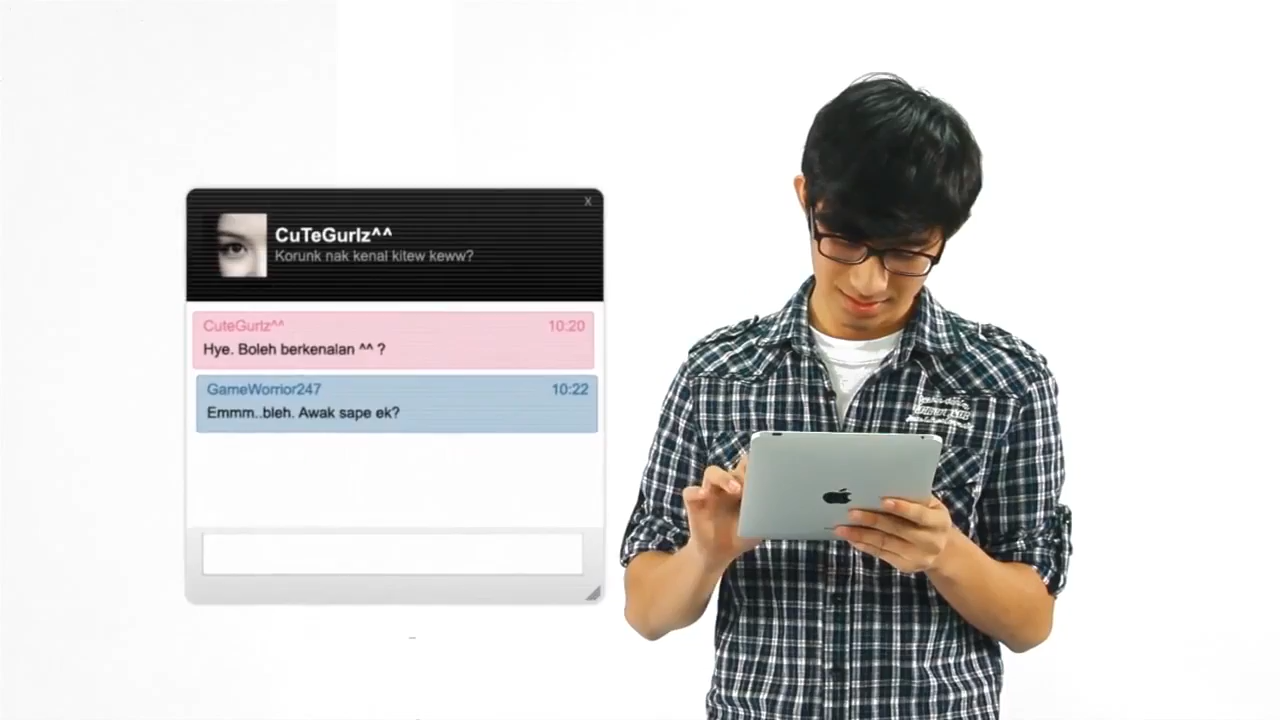 X
CuTeGurlz^^
Korunk nak kenal kitew keww?
CuteGurlz^^ 10:20
Hye. Boleh berkenalan ^^ ?
GameWorrior247 10:22
Emmm..bleh. Awak sape ek?